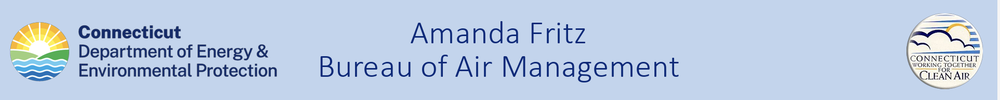 Connecticut
Department of Energy &
Environmental Protection
Amanda Fritz
Bureau of Air Management
CONNECTICUT
WORKING TOGETHER
FOR
CLEAN AIR